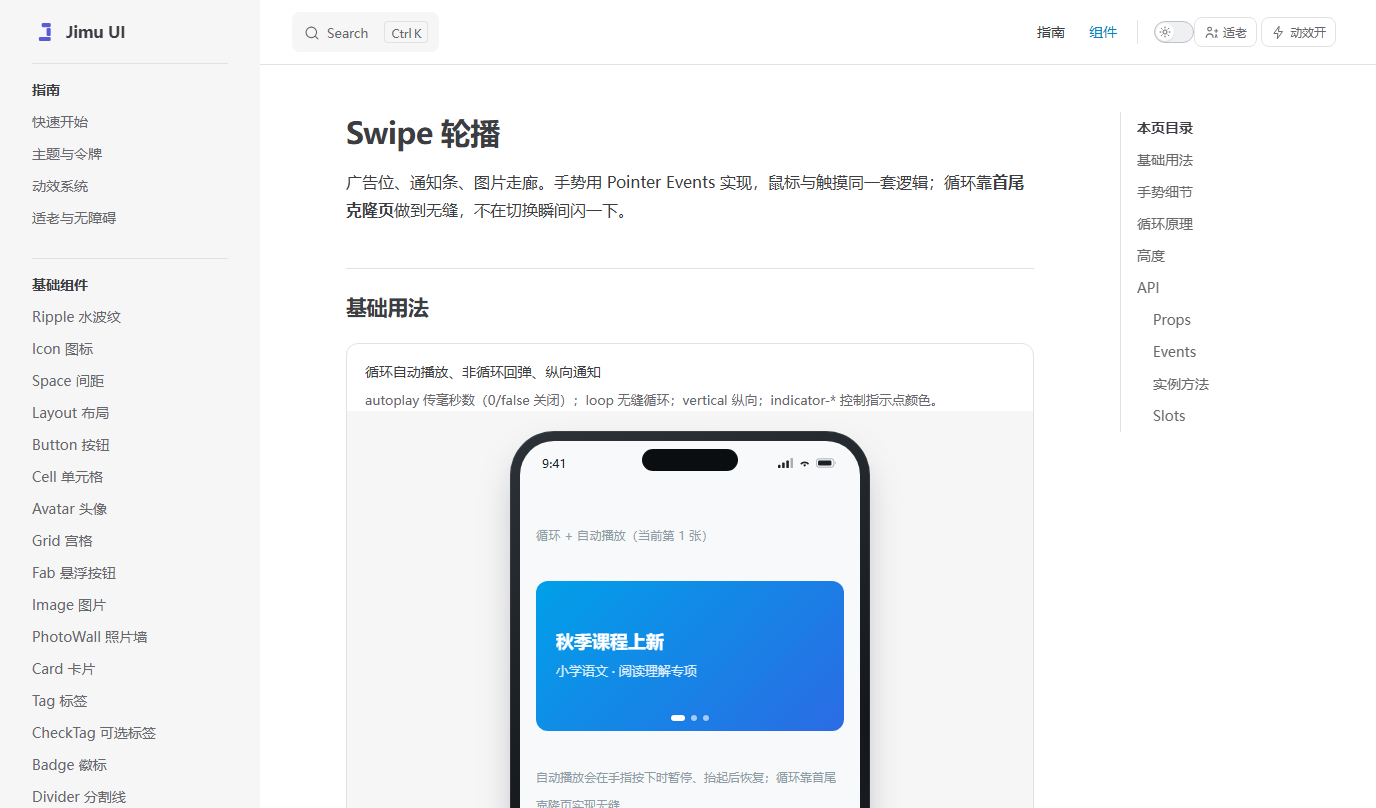 Jimu UI
Search Ctrl K
指南
组件
适老
动效开
指南
快速开始
主题与令牌
动效系统
适老与无障碍
基础组件
Ripple 水波纹
Icon 图标
Space 间距
Layout 布局
Button 按钮
Cell 单元格
Avatar 头像
Grid 宫格
Fab 悬浮按钮
Image 图片
PhotoWall 照片墙
Card 卡片
Tag 标签
CheckTag 可选标签
Badge 徽标
Divider 分割线
Swipe 轮播
广告位、通知条、图片走廊。手势用 Pointer Events 实现，鼠标与触摸同一套逻辑；循环靠首尾
克隆页做到无缝，不在切换瞬间闪一下。
基础用法
循环自动播放、非循环回弹、纵向通知
autoplay 传毫秒数（0/false 关闭）；loop 无缝循环；vertical 纵向；indicator-* 控制指示点颜色。
9:41
循环 + 自动播放（当前第 1 张）
秋季课程上新
小学语文 · 阅读理解专项
自动播放会在手指按下时暂停、抬起后恢复；循环靠首尾
克隆页实现无缝
本页目录
基础用法
手势细节
循环原理
高度
API
Props
Events
实例方法
Slots